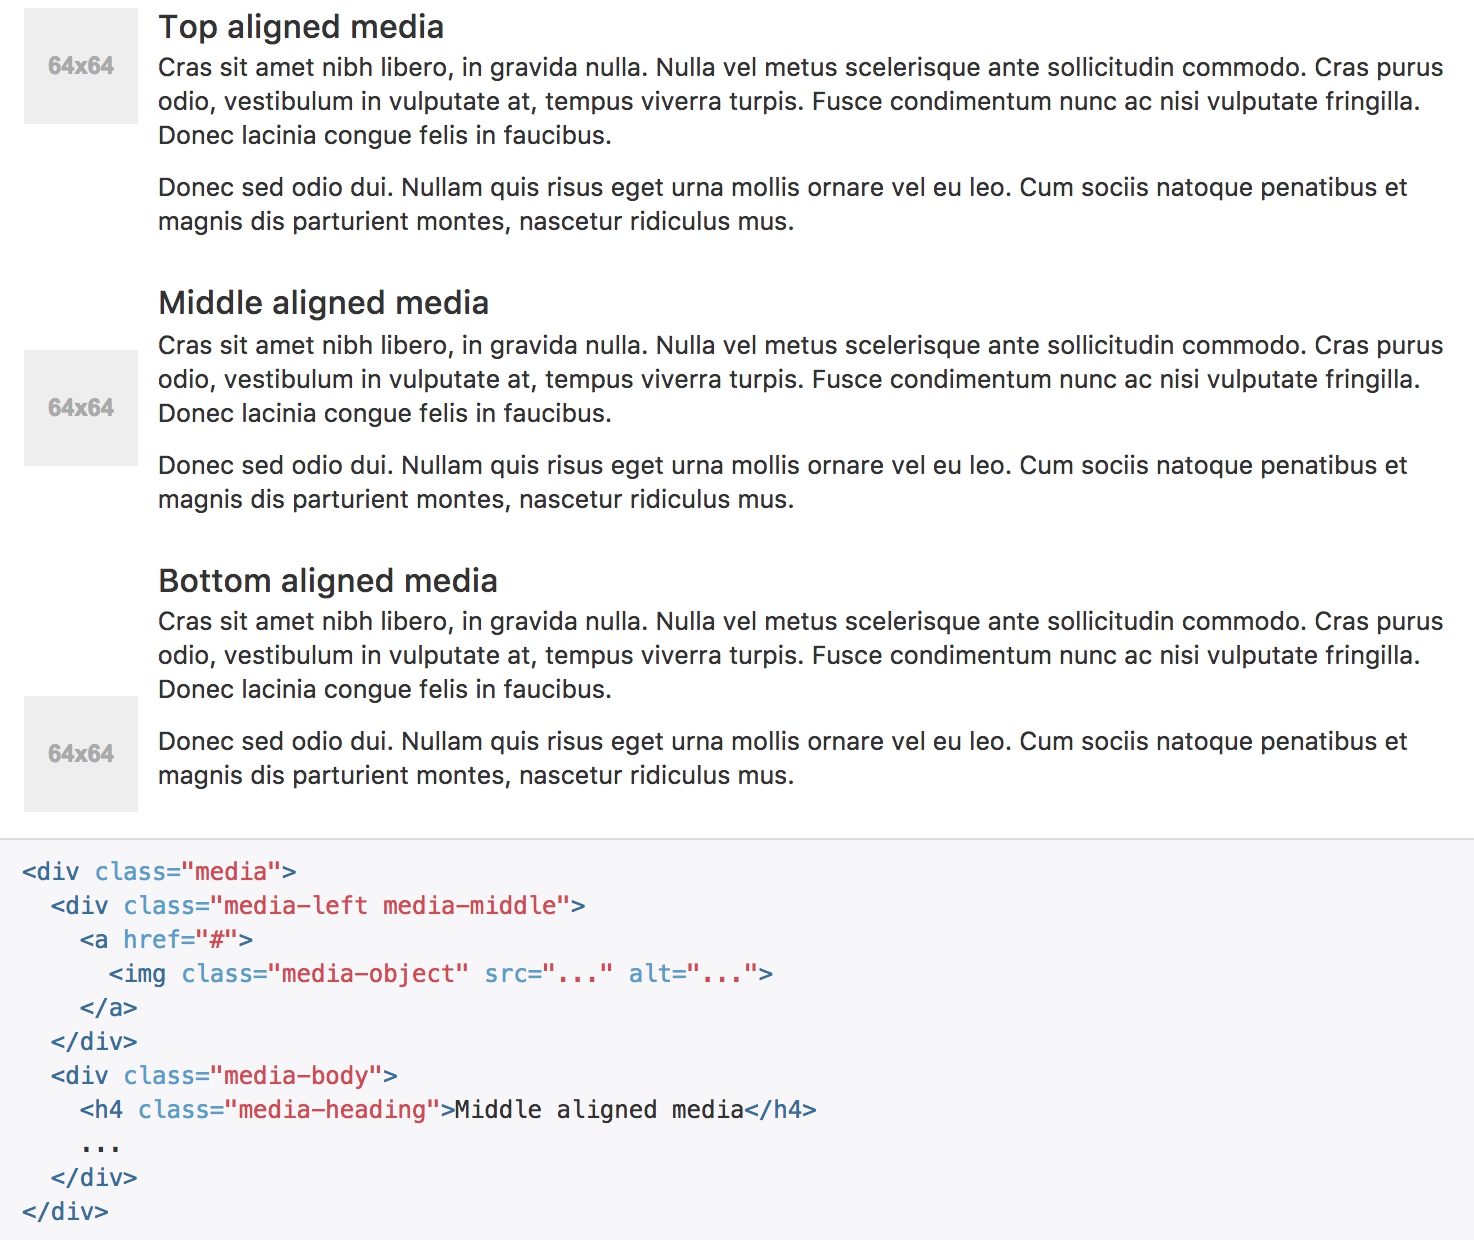 64x64
Top aligned media
Cras sit amet nibh libero, in gravida nulla. Nulla vel metus scelerisque ante sollicitudin commodo. Cras purus
odio, vestibulum in vulputate at, tempus viverra turpis. Fusce condimentum nunc ac nisi vulputate fringilla.
Donec lacinia congue felis in faucibus.
Donec sed odio dui. Nullam quis risus eget urna mollis ornare vel eu leo. Cum sociis natoque penatibus et
magnis dis parturient montes, nascetur ridiculus mus.
Middle aligned media
64x64
Cras sit amet nibh libero, in gravida nulla. Nulla vel metus scelerisque ante sollicitudin commodo. Cras purus
odio, vestibulum in vulputate at, tempus viverra turpis. Fusce condimentum nunc ac nisi vulputate fringilla.
Donec lacinia congue felis in faucibus.
Donec sed odio dui. Nullam quis risus eget urna mollis ornare vel eu leo. Cum sociis natoque penatibus et
magnis dis parturient montes, nascetur ridiculus mus.
Bottom aligned media
Cras sit amet nibh libero, in gravida nulla. Nulla vel metus scelerisque ante sollicitudin commodo. Cras purus
odio, vestibulum in vulputate at, tempus viverra turpis. Fusce condimentum nunc ac nisi vulputate fringilla.
Donec lacinia congue felis in faucibus.
64x64
Donec sed odio dui. Nullam quis risus eget urna mollis ornare vel eu leo. Cum sociis natoque penatibus et
magnis dis parturient montes, nascetur ridiculus mus.
<div class="media">
  <div class="media-left media-middle">
    <a href="#">
      <img class="media-object" src="..." alt="...">
    </a>
  </div>
  <div class="media-body">
    <h4 class="media-heading">Middle aligned media</h4>
    ...
  </div>
</div>